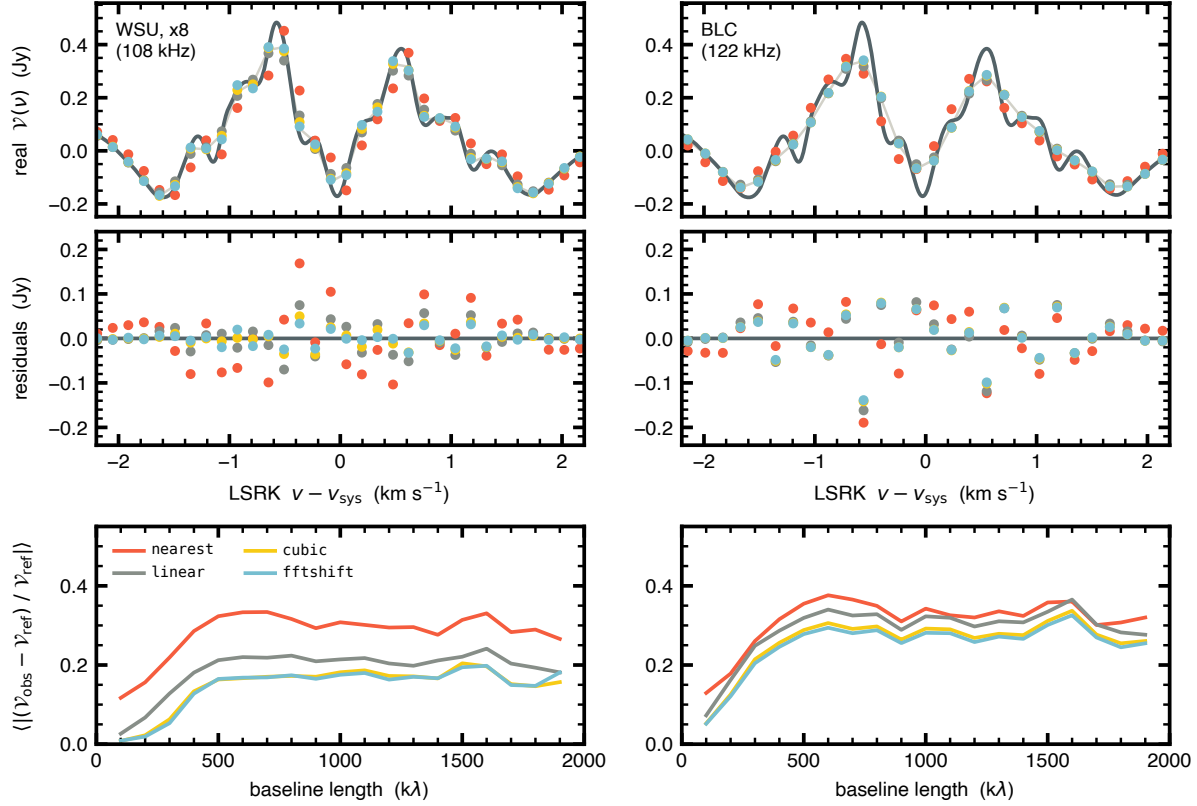 WSU, x8
(108 kHz)
real 𝒱(ν) (Jy)
0.4
0.2
0.0
−0.2
BLC
(122 kHz)
0.4
0.2
0.0
−0.2
residuals (Jy)
0.2
0.1
0.0
−0.1
−0.2
−2 −1 0 1 2
LSRK v − v_sys (km s⁻¹)
0.2
0.1
0.0
−0.1
−0.2
−2 −1 0 1 2
LSRK v − v_sys (km s⁻¹)
⟨|(𝒱_obs − 𝒱_ref) / 𝒱_ref|⟩
nearest cubic
linear fftshift
0.4
0.2
0.0
0 500 1000 1500 2000
baseline length (kλ)
0.4
0.2
0.0
0 500 1000 1500 2000
baseline length (kλ)